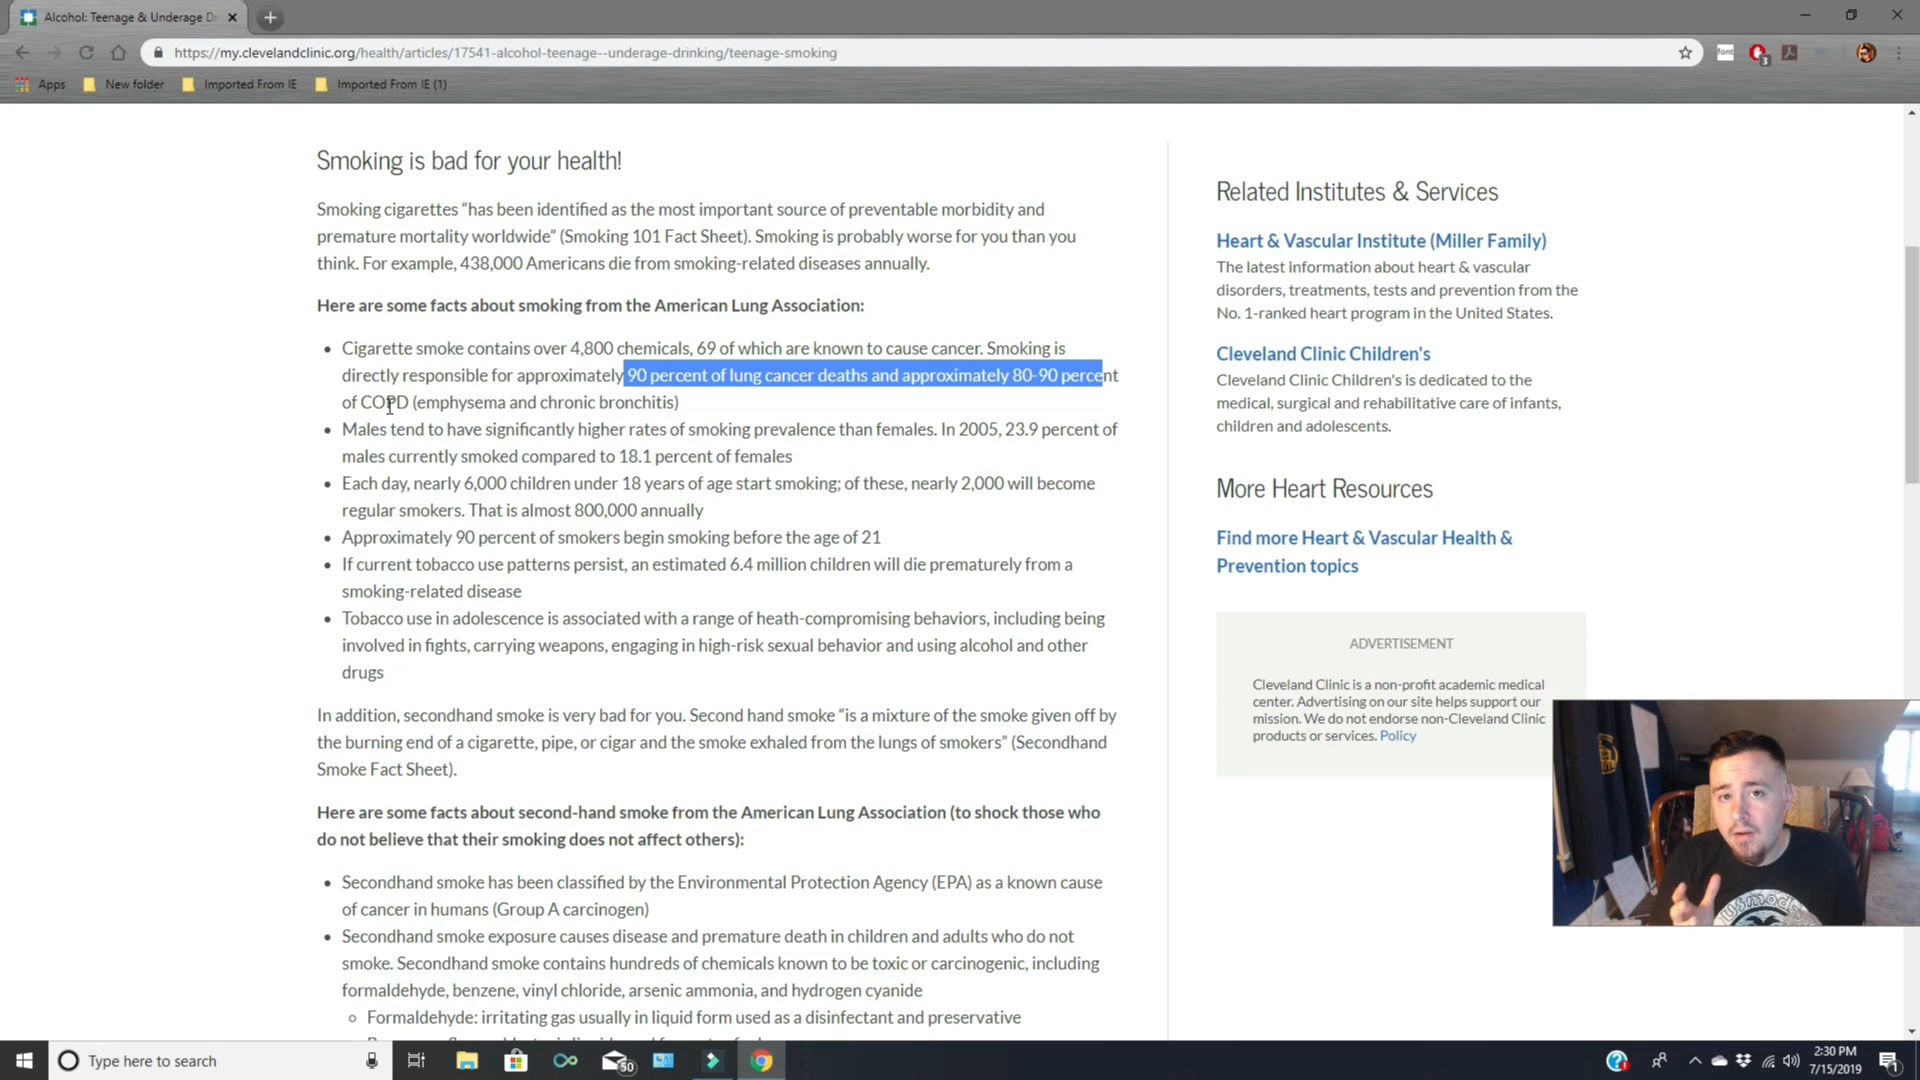 Alcohol: Teenage & Underage Dr
https://my.clevelandclinic.org/health/articles/17541-alcohol-teenage--underage-drinking/teenage-smoking
font
3
Apps
New folder
Imported From IE
Imported From IE (1)
Smoking is bad for your health!
Smoking cigarettes “has been identified as the most important source of preventable morbidity and
premature mortality worldwide” (Smoking 101 Fact Sheet). Smoking is probably worse for you than you
think. For example, 438,000 Americans die from smoking-related diseases annually.
Here are some facts about smoking from the American Lung Association:
• Cigarette smoke contains over 4,800 chemicals, 69 of which are known to cause cancer. Smoking is
directly responsible for approximately 90 percent of lung cancer deaths and approximately 80-90 percent
of COPD (emphysema and chronic bronchitis)
• Males tend to have significantly higher rates of smoking prevalence than females. In 2005, 23.9 percent of
males currently smoked compared to 18.1 percent of females
• Each day, nearly 6,000 children under 18 years of age start smoking; of these, nearly 2,000 will become
regular smokers. That is almost 800,000 annually
• Approximately 90 percent of smokers begin smoking before the age of 21
• If current tobacco use patterns persist, an estimated 6.4 million children will die prematurely from a
smoking-related disease
• Tobacco use in adolescence is associated with a range of heath-compromising behaviors, including being
involved in fights, carrying weapons, engaging in high-risk sexual behavior and using alcohol and other
drugs
In addition, secondhand smoke is very bad for you. Second hand smoke “is a mixture of the smoke given off by
the burning end of a cigarette, pipe, or cigar and the smoke exhaled from the lungs of smokers” (Secondhand
Smoke Fact Sheet).
Here are some facts about second-hand smoke from the American Lung Association (to shock those who
do not believe that their smoking does not affect others):
• Secondhand smoke has been classified by the Environmental Protection Agency (EPA) as a known cause
of cancer in humans (Group A carcinogen)
• Secondhand smoke exposure causes disease and premature death in children and adults who do not
smoke. Secondhand smoke contains hundreds of chemicals known to be toxic or carcinogenic, including
formaldehyde, benzene, vinyl chloride, arsenic ammonia, and hydrogen cyanide
◦ Formaldehyde: irritating gas usually in liquid form used as a disinfectant and preservative
Related Institutes & Services
Heart & Vascular Institute (Miller Family)
The latest information about heart & vascular
disorders, treatments, tests and prevention from the
No. 1-ranked heart program in the United States.
Cleveland Clinic Children's
Cleveland Clinic Children's is dedicated to the
medical, surgical and rehabilitative care of infants,
children and adolescents.
More Heart Resources
Find more Heart & Vascular Health &
Prevention topics
ADVERTISEMENT
Cleveland Clinic is a non-profit academic medical
center. Advertising on our site helps support our
mission. We do not endorse non-Cleveland Clinic
products or services. Policy
Type here to search
50
2:30 PM
7/15/2019
1